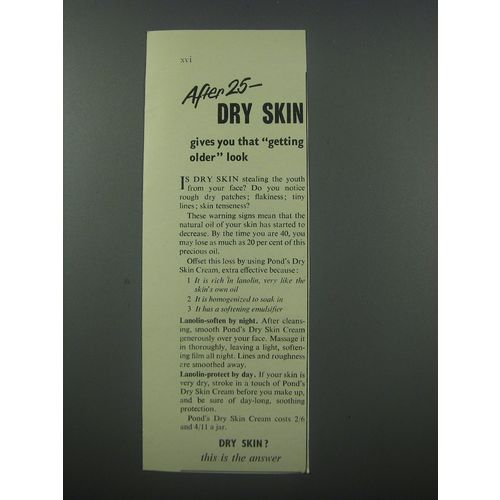 xvi
After 25—
DRY SKIN
gives you that "getting
older" look
IS DRY SKIN stealing the youth
from your face? Do you notice
rough dry patches; flakiness; tiny
lines; skin tenseness?
These warning signs mean that the
natural oil of your skin has started to
decrease. By the time you are 40, you
may lose as much as 20 per cent of this
precious oil.
Offset this loss by using Pond's Dry
Skin Cream, extra effective because:
1 It is rich in lanolin, very like the
skin's own oil
2 It is homogenized to soak in
3 It has a softening emulsifier
Lanolin-soften by night. After cleans-
ing, smooth Pond's Dry Skin Cream
generously over your face. Massage it
in thoroughly, leaving a light, soften-
ing film all night. Lines and roughness
are smoothed away.
Lanolin-protect by day. If your skin is
very dry, stroke in a touch of Pond's
Dry Skin Cream before you make up,
and be sure of day-long, soothing
protection.
Pond's Dry Skin Cream costs 2/6
and 4/11 a jar.
DRY SKIN?
this is the answer